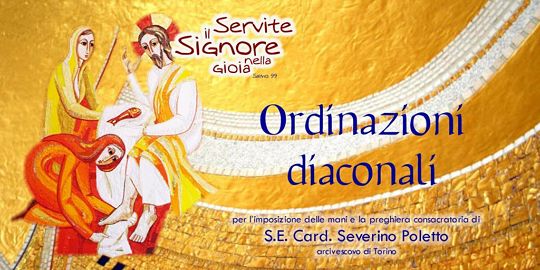 Servite
il
Signore
nella
Gioia
Salmo 99
Ordinazioni
diaconali
per l'imposizione delle mani e la preghiera consacratoria di
S.E. Card. Severino Poletto
arcivescovo di Torino